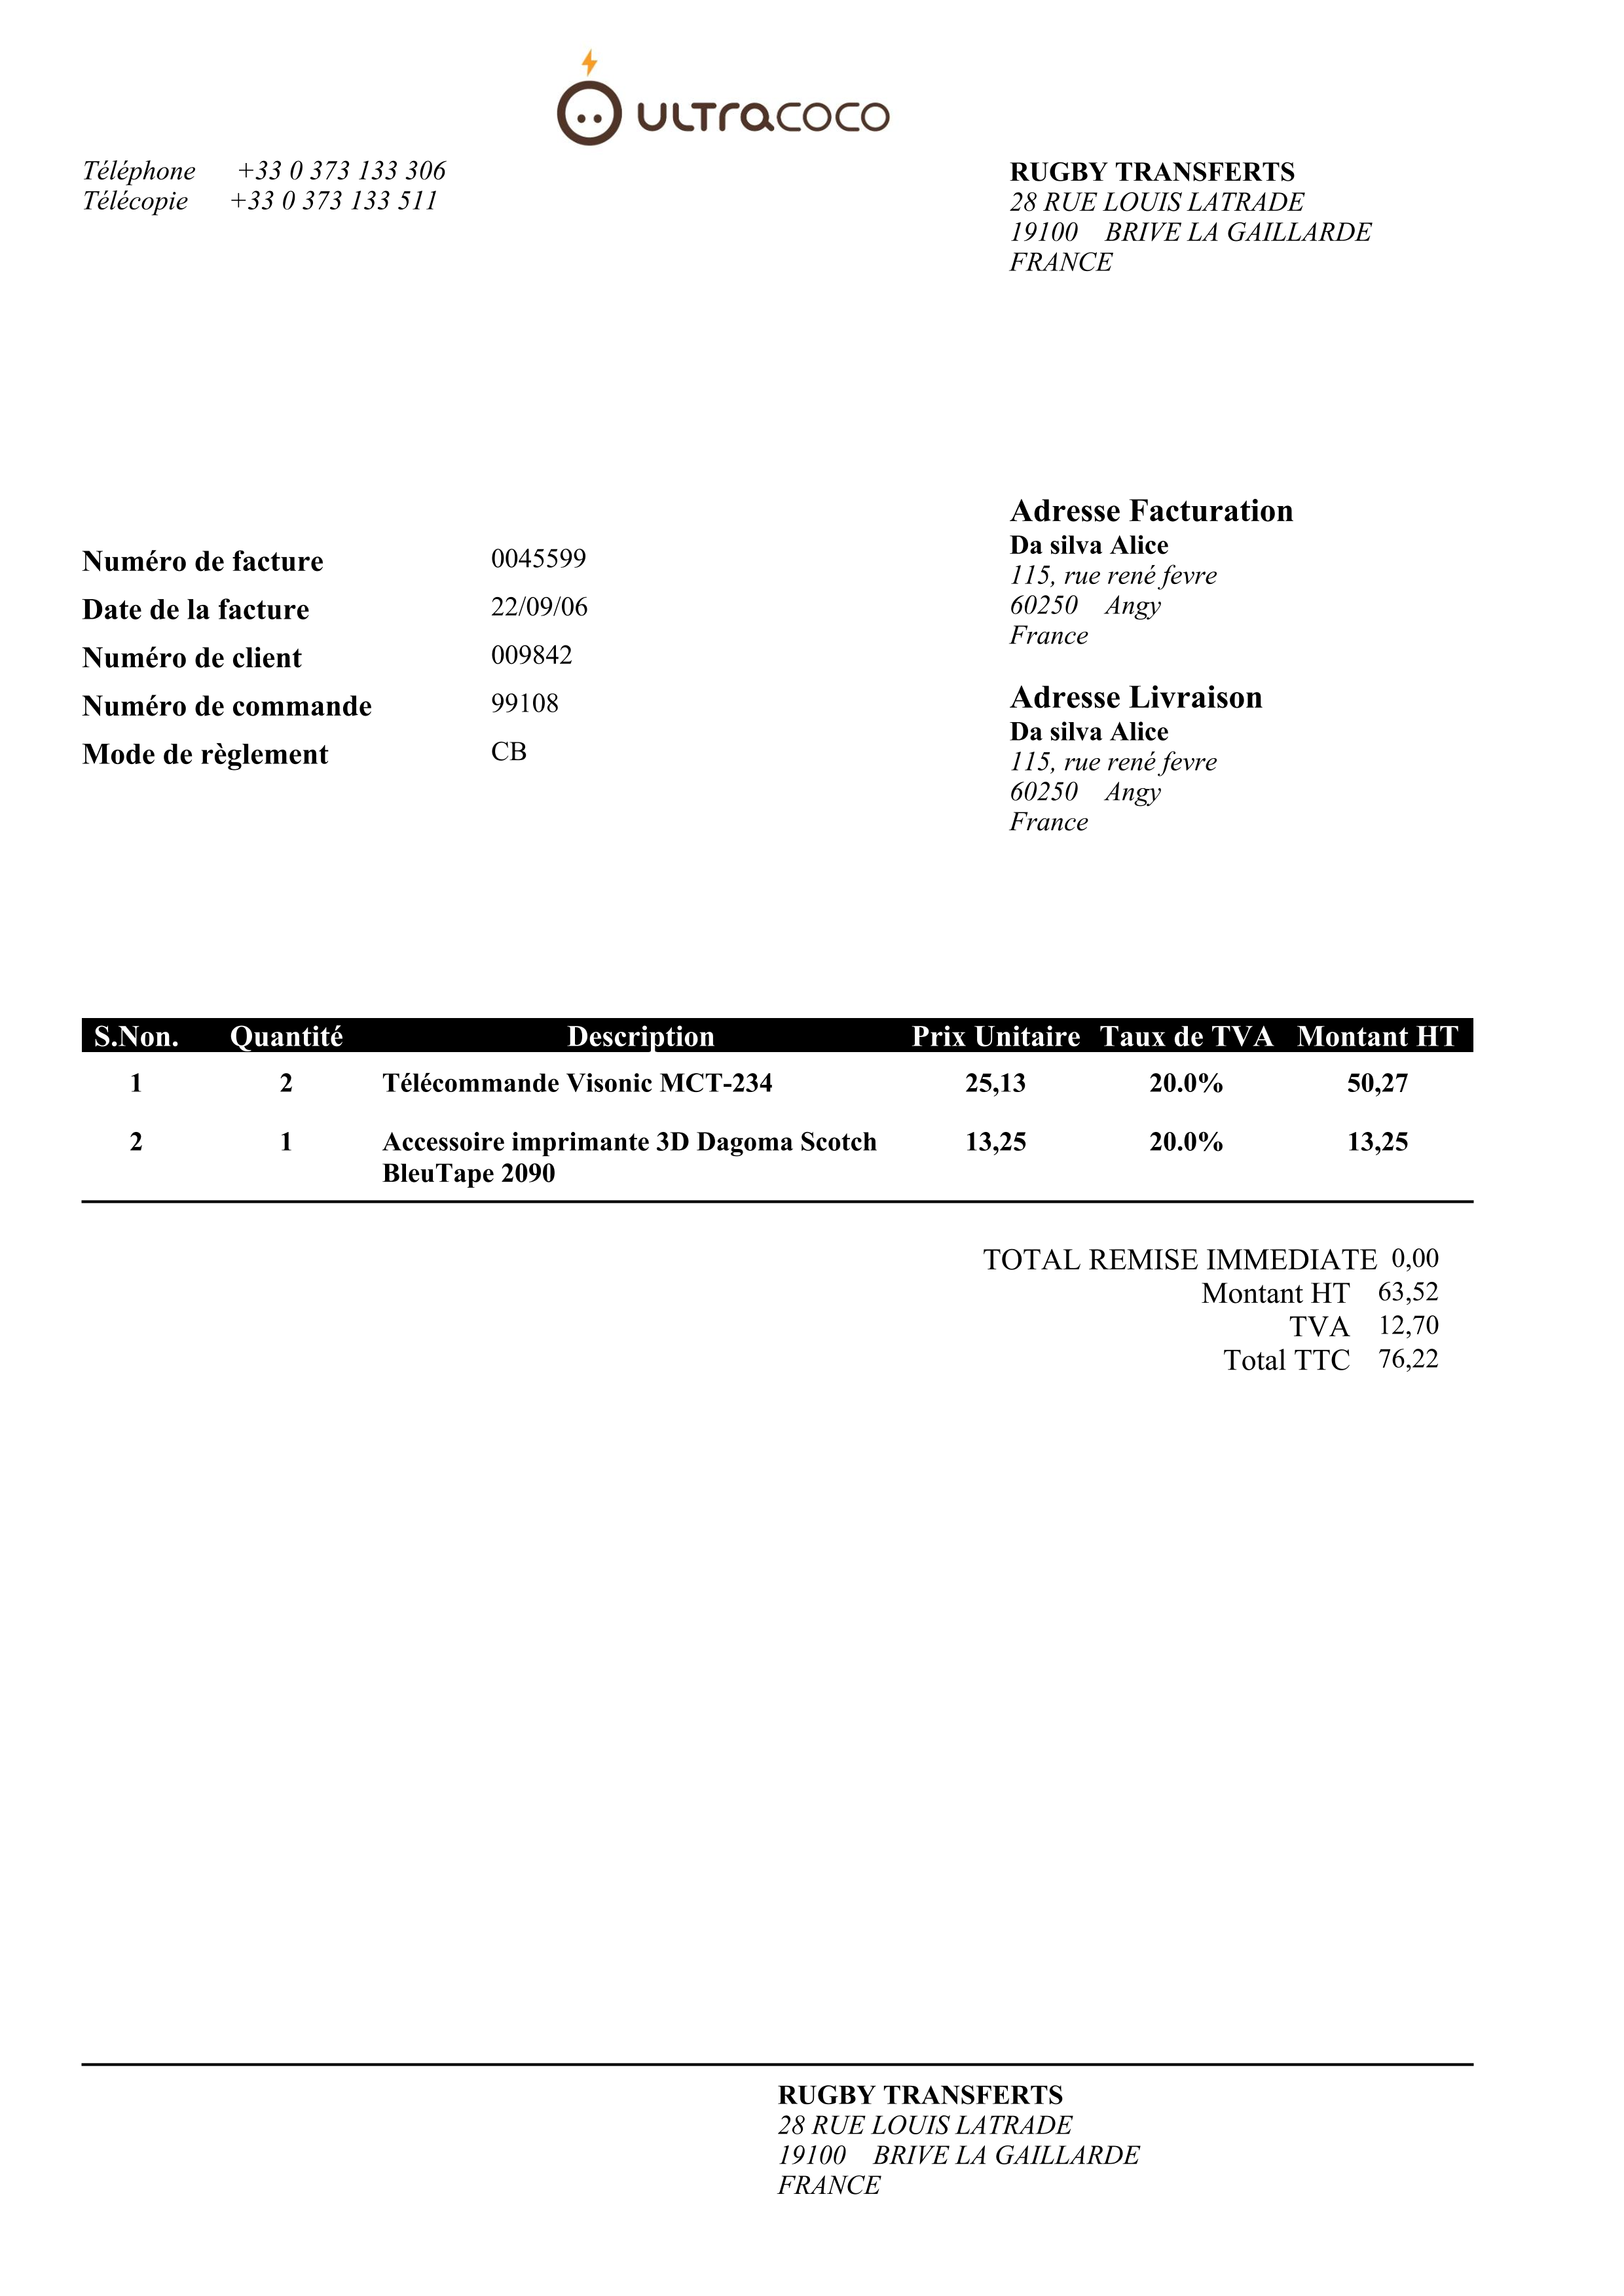 ULTRACOCO
Téléphone +33 0 373 133 306
Télécopie +33 0 373 133 511
RUGBY TRANSFERTS
28 RUE LOUIS LATRADE
19100 BRIVE LA GAILLARDE
FRANCE
Numéro de facture 0045599
Date de la facture 22/09/06
Numéro de client 009842
Numéro de commande 99108
Mode de règlement CB
Adresse Facturation
Da silva Alice
115, rue rené fevre
60250 Angy
France
Adresse Livraison
Da silva Alice
115, rue rené fevre
60250 Angy
France
S.Non. Quantité Description Prix Unitaire Taux de TVA Montant HT
1 2 Télécommande Visonic MCT-234 25,13 20.0% 50,27
2 1 Accessoire imprimante 3D Dagoma Scotch 13,25 20.0% 13,25
BleuTape 2090
TOTAL REMISE IMMEDIATE 0,00
Montant HT 63,52
TVA 12,70
Total TTC 76,22
RUGBY TRANSFERTS
28 RUE LOUIS LATRADE
19100 BRIVE LA GAILLARDE
FRANCE